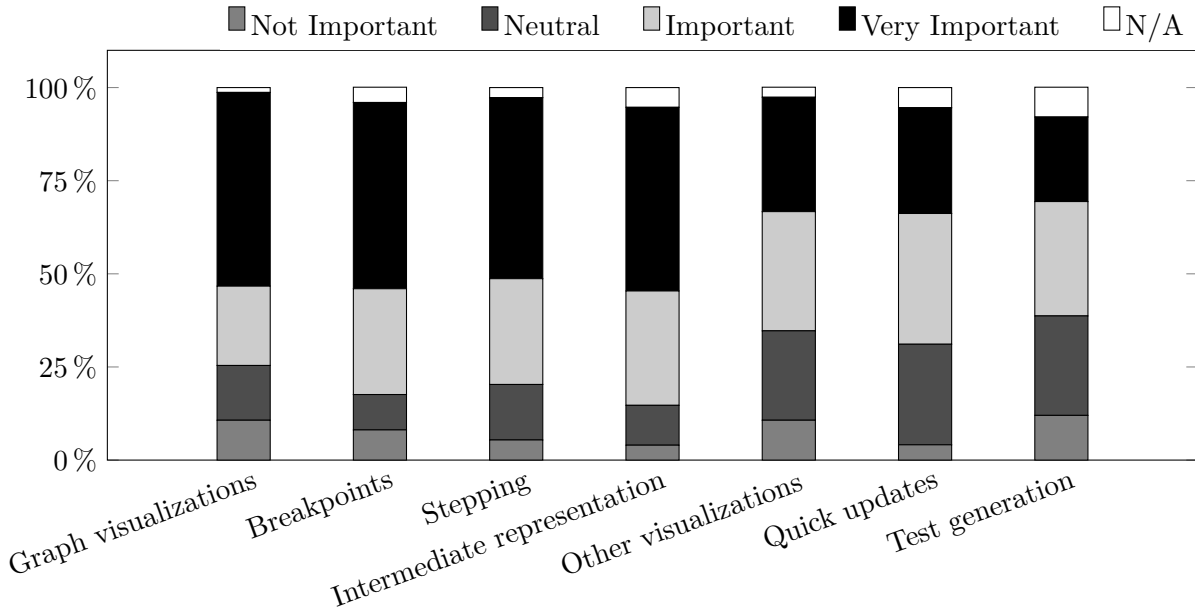 Not Important Neutral Important Very Important N/A
100 %
75 %
50 %
25 %
0 %
Graph visualizations
Breakpoints
Stepping
Intermediate representation
Other visualizations
Quick updates
Test generation